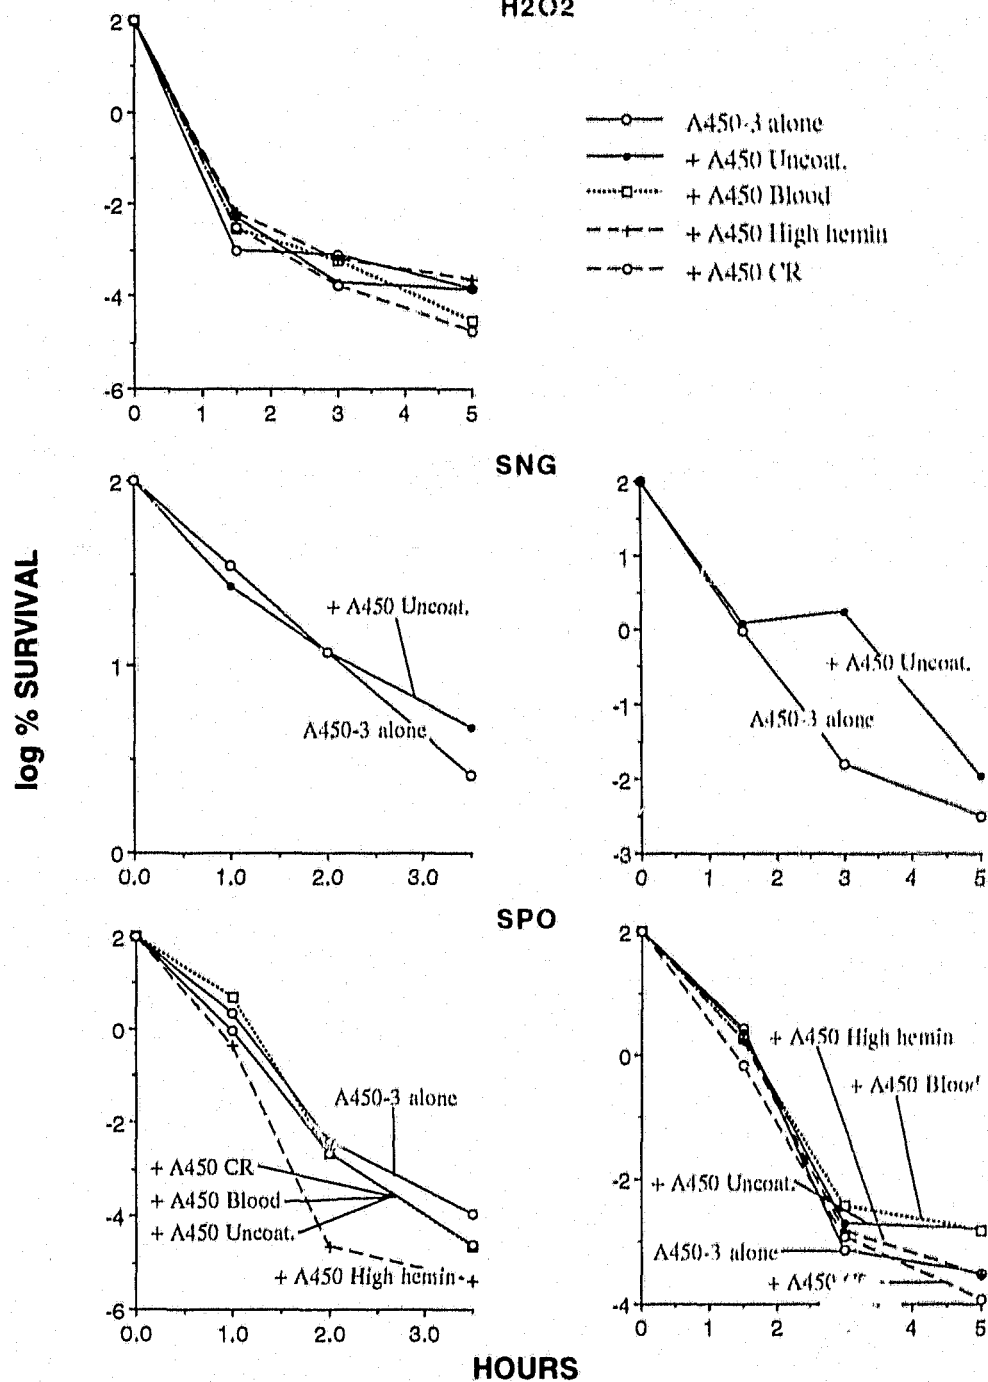 H2O2
2
0
-2
-4
-6
0 1 2 3 4 5
A450-3 alone
+ A450 Uncoat.
+ A450 Blood
+ A450 High hemin
+ A450 CR
log % SURVIVAL
SNG
2
1
0
0.0 1.0 2.0 3.0
+ A450 Uncoat.
A450-3 alone
2
1
0
-1
-2
-3
0 1 2 3 4 5
+ A450 Uncoat.
A450-3 alone
SPO
2
0
-2
-4
-6
0.0 1.0 2.0 3.0
A450-3 alone
+ A450 CR
+ A450 Blood
+ A450 Uncoat.
+ A450 High hemin
2
0
-2
-4
0 1 2 3 4 5
+ A450 High hemin
+ A450 Blood
+ A450 Uncoat.
A450-3 alone
+ A450
HOURS